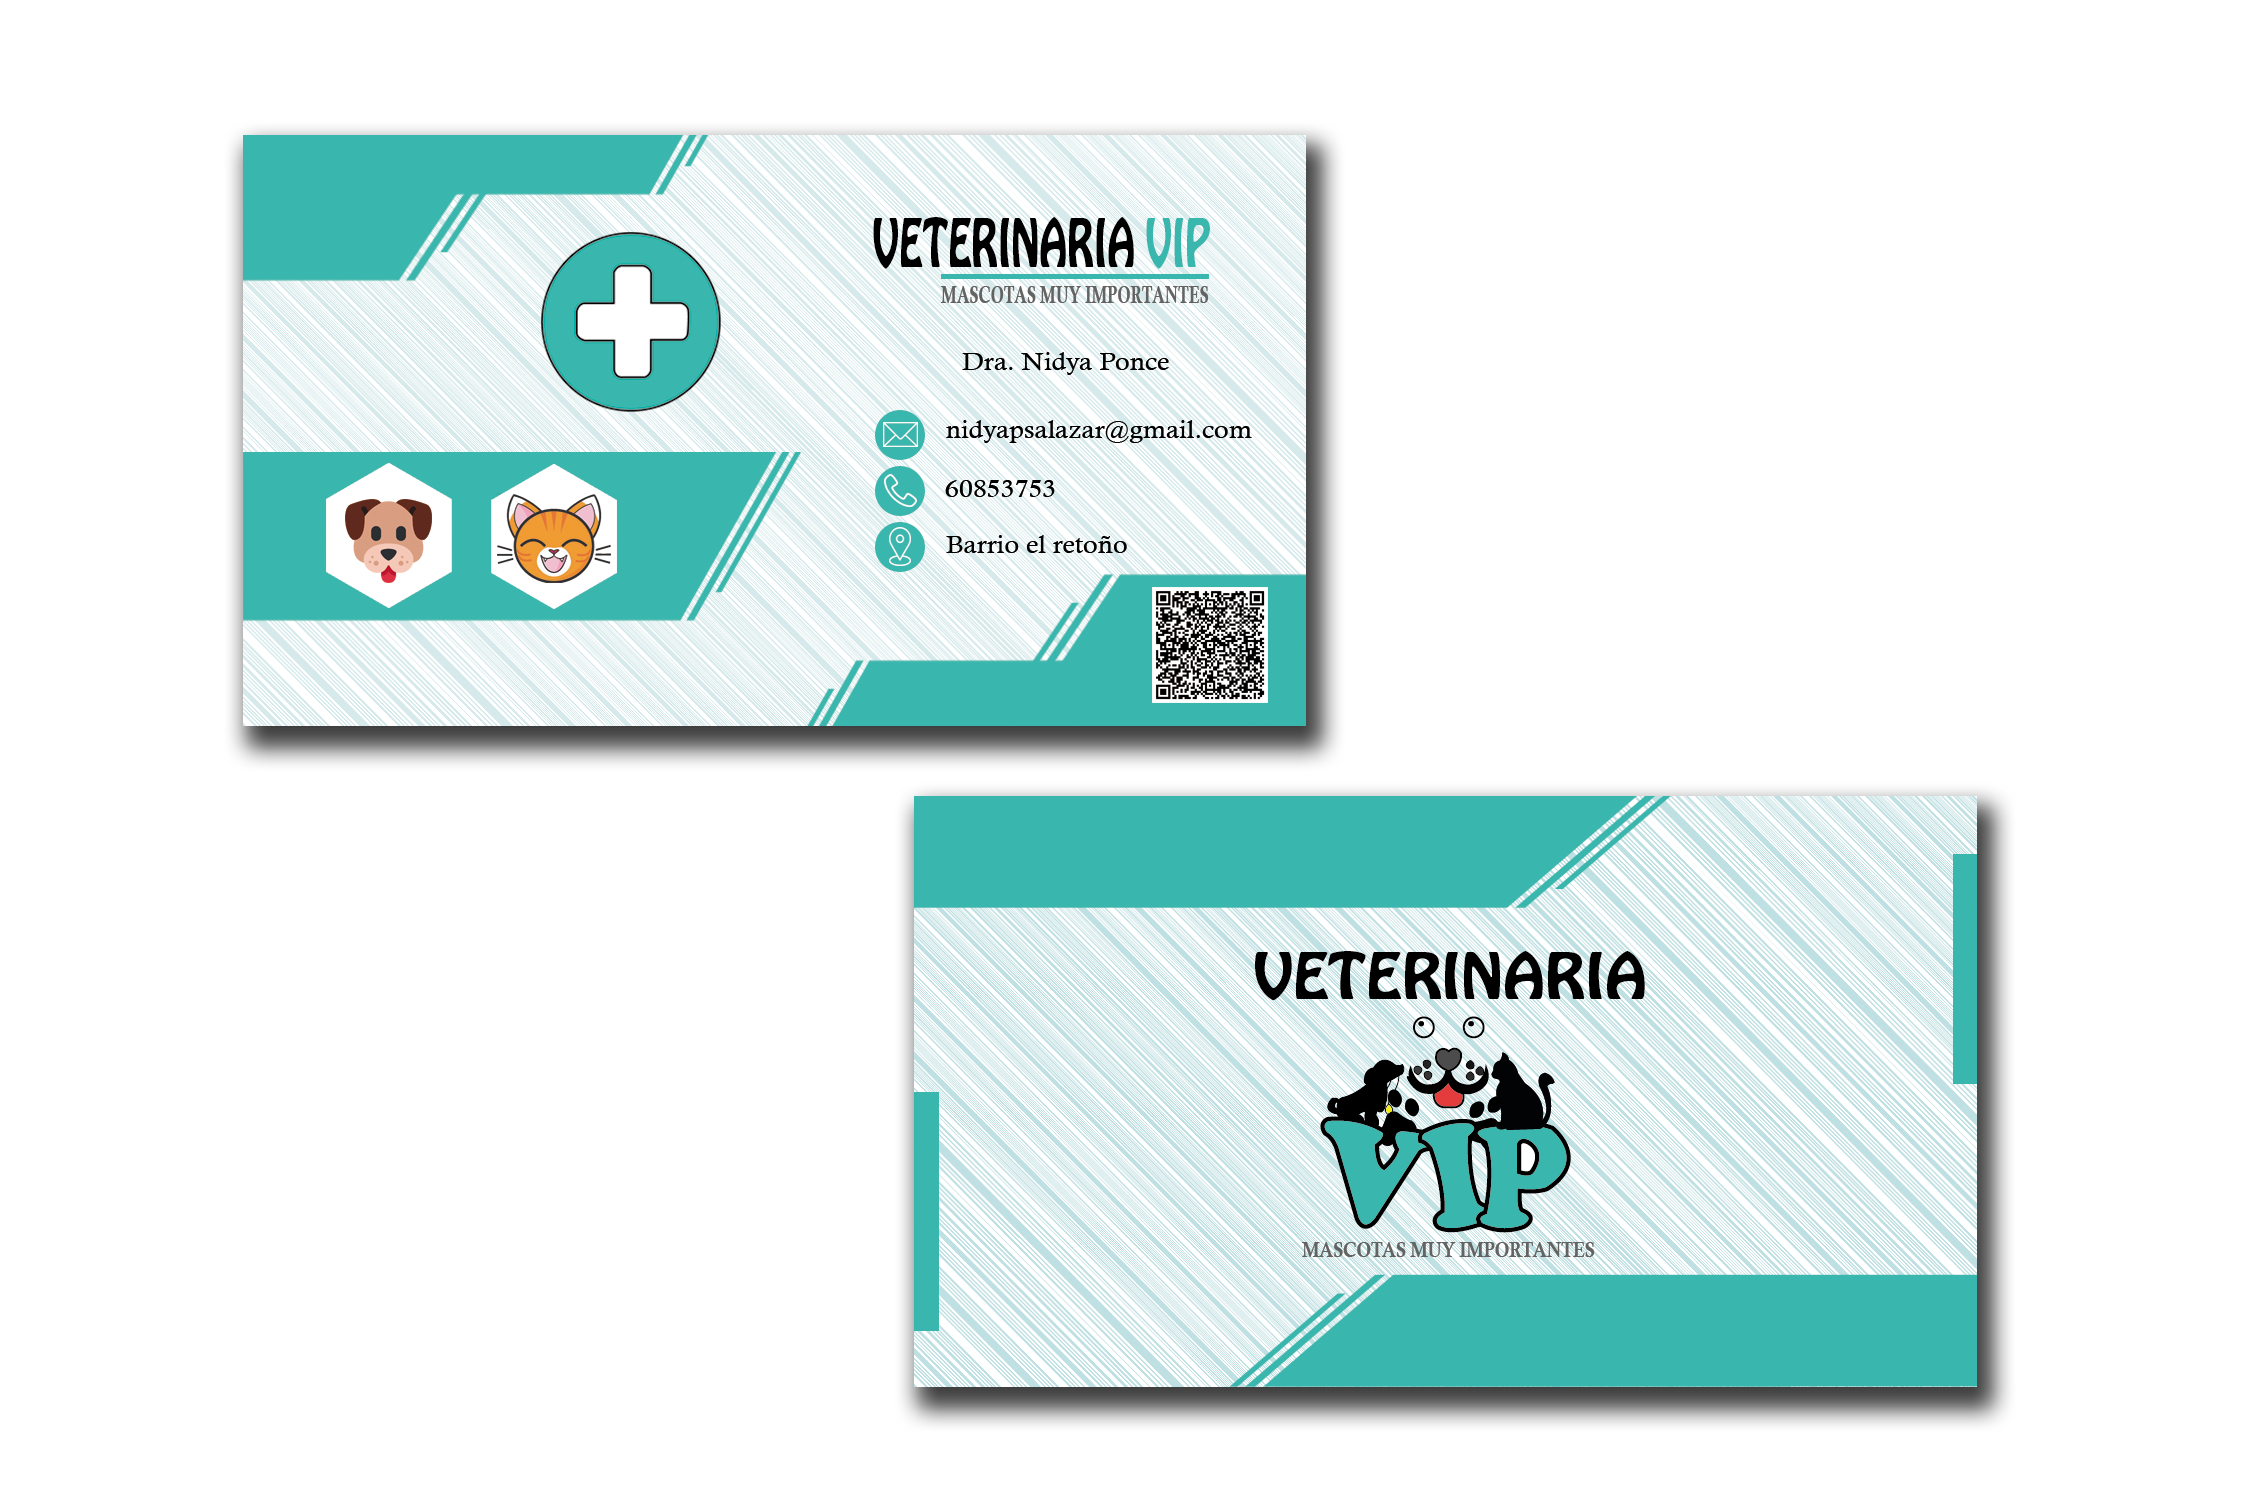 VETERINARIA VIP
MASCOTAS MUY IMPORTANTES
Dra. Nidya Ponce
nidyapsalazar@gmail.com
60853753
Barrio el retoño
VETERINARIA
VIP
MASCOTAS MUY IMPORTANTES